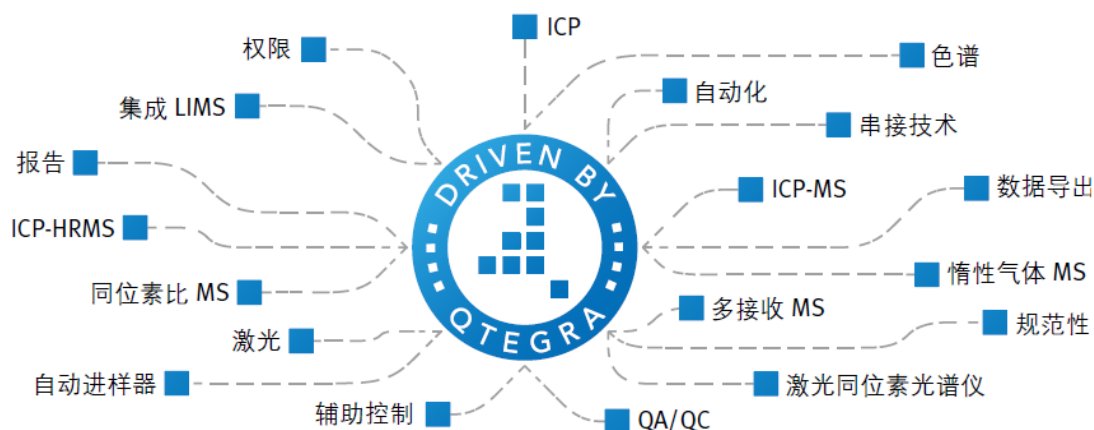 ICP
权限
色谱
自动化
集成 LIMS
串接技术
报告
ICP-MS
数据导出
ICP-HRMS
惰性气体 MS
同位素比 MS
多接收 MS
规范性
激光
自动进样器
激光同位素光谱仪
辅助控制
QA/QC
DRIVEN BY
QTEGRA